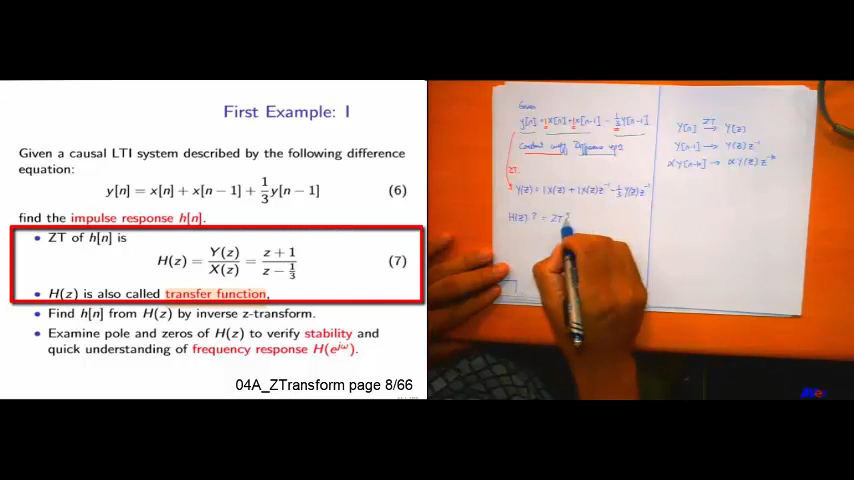 First Example: I
Given a causal LTI system described by the following difference
equation:
y[n] = x[n] + x[n − 1] + 1/3 y[n − 1] (6)
find the impulse response h[n].
• ZT of h[n] is
H(z) = Y(z)/X(z) = z + 1/z − 1/3 (7)
• H(z) is also called transfer function,
• Find h[n] from H(z) by inverse z-transform.
• Examine pole and zeros of H(z) to verify stability and
quick understanding of frequency response H(e^jω).
04A_ZTransform page 8/66
Given
y[n] = 1x[n] + 1x[n-1] - 1/3 y[n-1]
Constant Difference
ZT.
Y(z) = 1X(z) + 1X(z)z^-1 - 1/3 Y(z)z^-1
H(z) ? = ZT
y[n] ZT→ Y(z)
y[n-1] → Y(z) z^-1
αy[n-k] → αY(z) z^-k